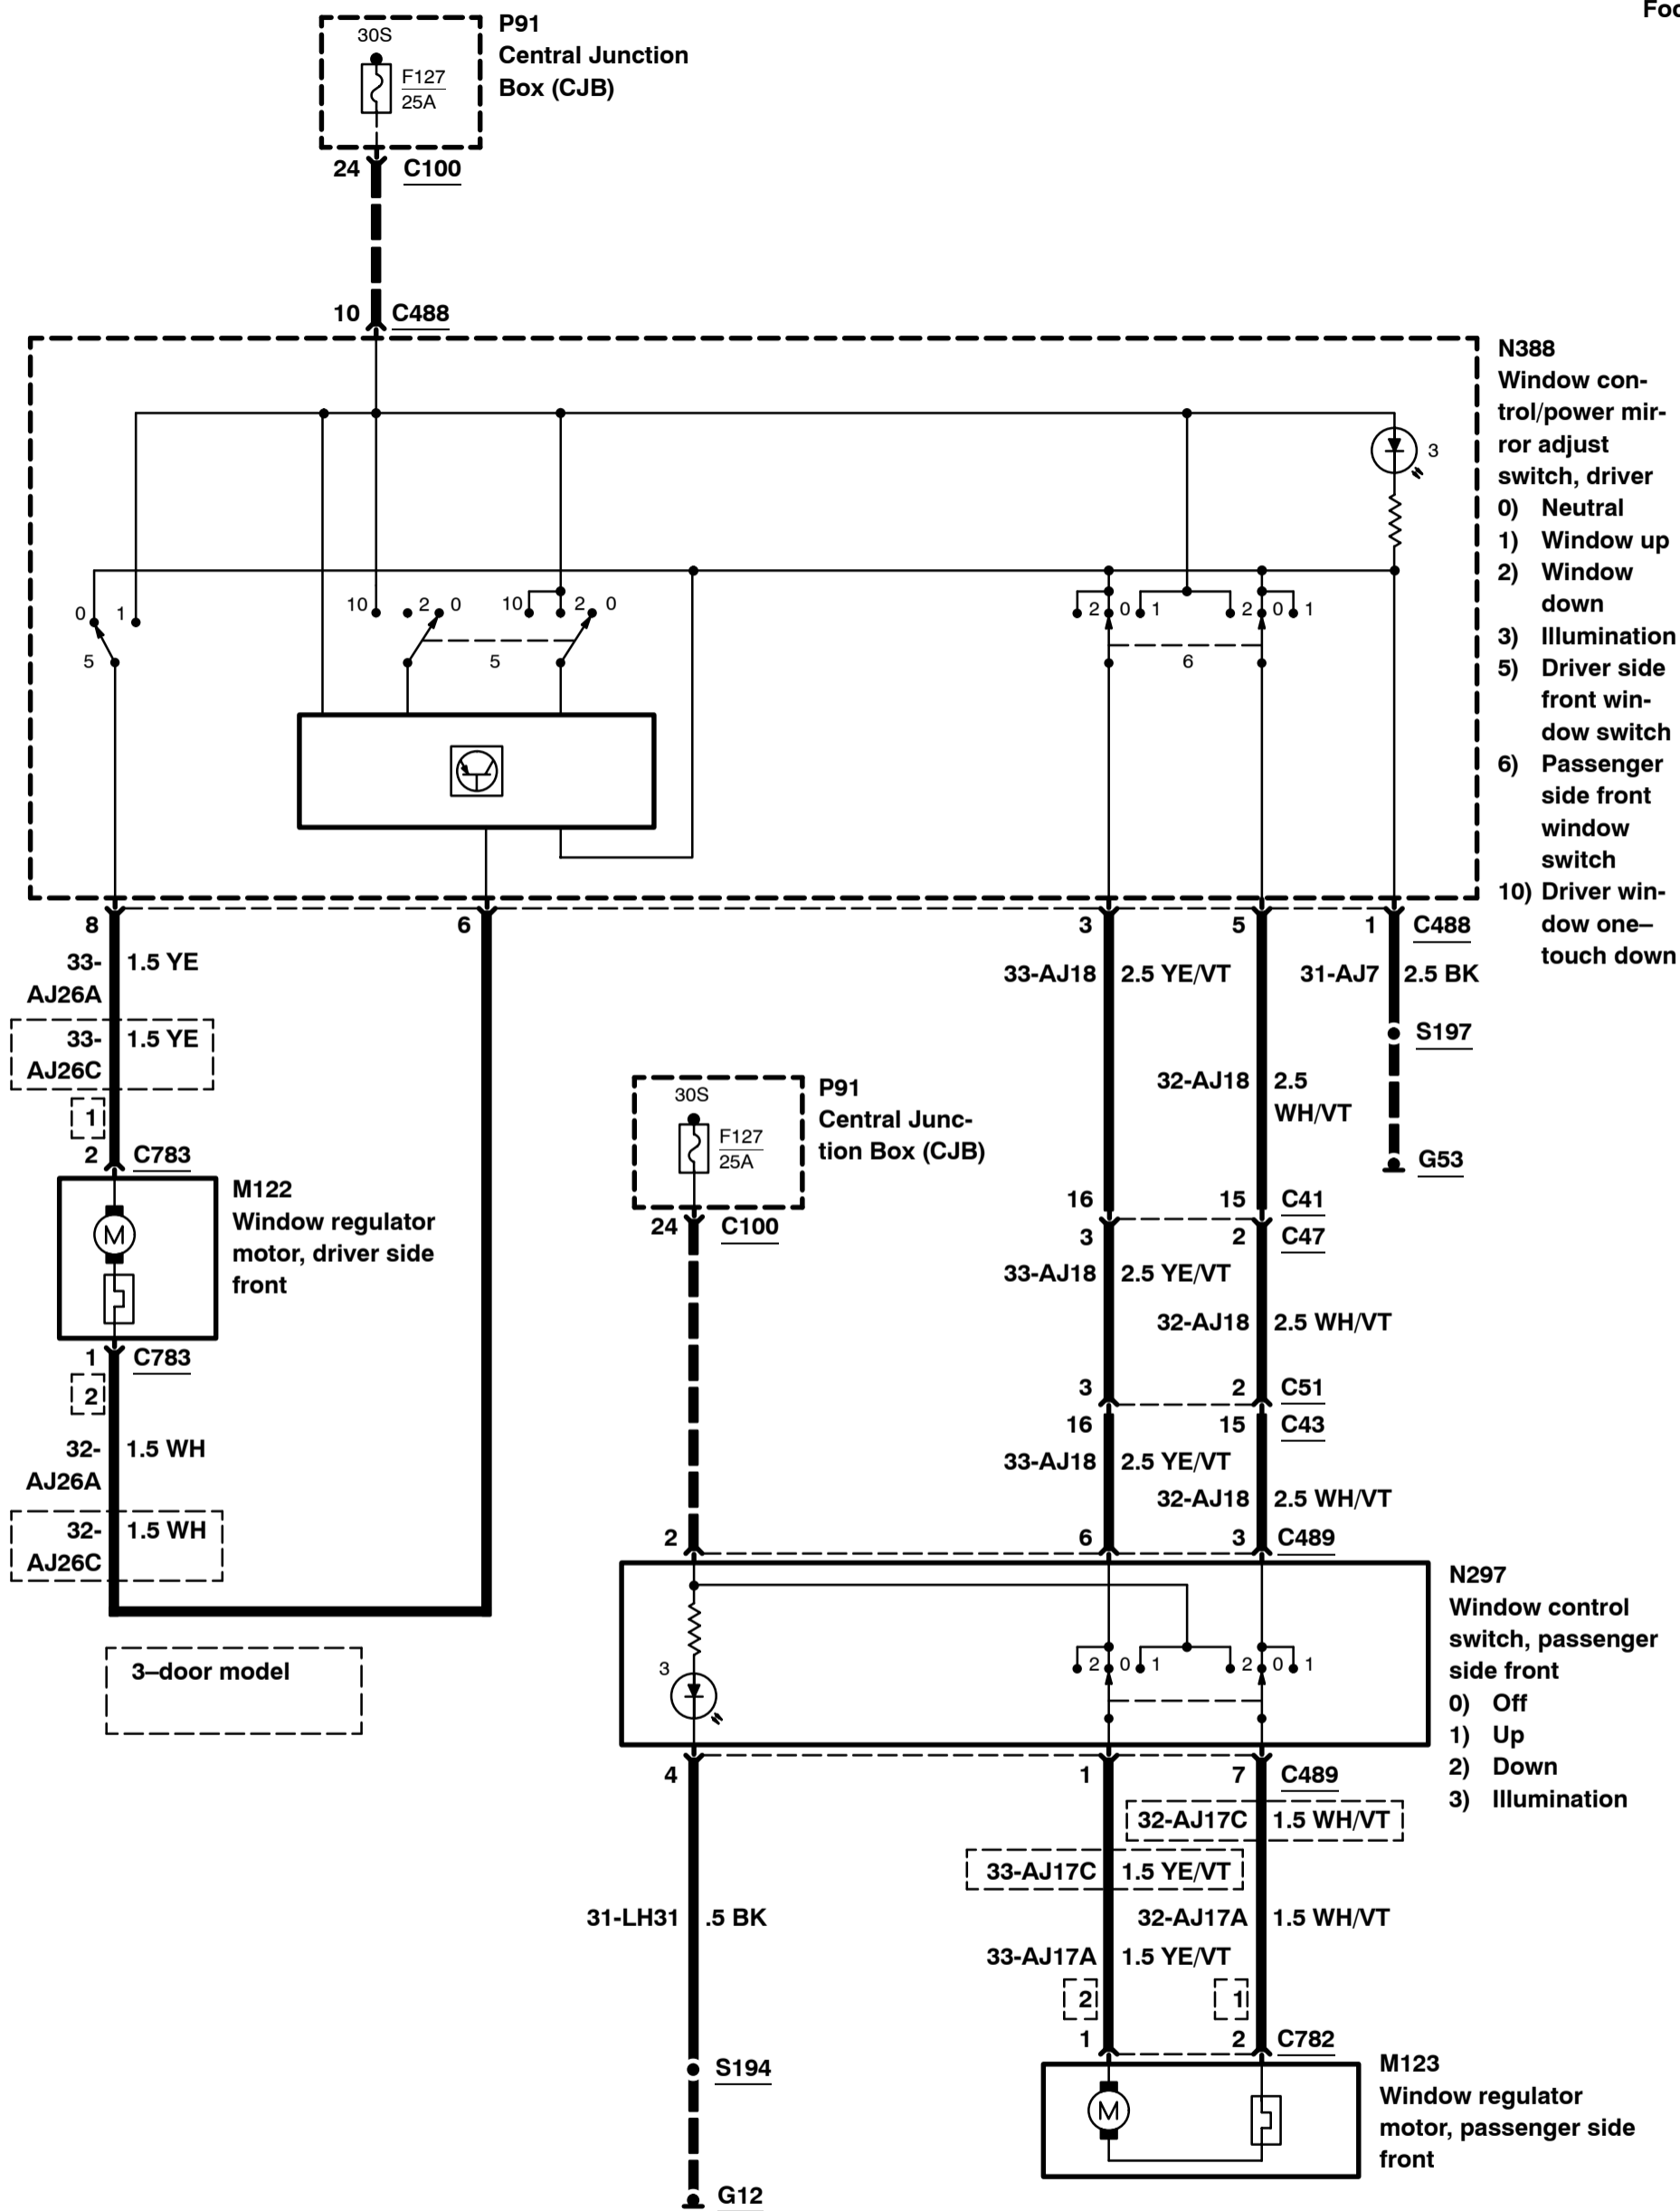 Foc
P91
Central Junction
Box (CJB)
30S
F127
25A
24 C100
10 C488
N388
Window con-
trol/power mir-
ror adjust
switch, driver
0) Neutral
1) Window up
2) Window
down
3) Illumination
5) Driver side
front win-
dow switch
6) Passenger
side front
window
switch
10) Driver win-
dow one–
touch down
3
0 1
5
10 2 0 10 2 0
5
2 0 1 2 0 1
6
8 6 3 5 1 C488
33-
AJ26A
1.5 YE
33-
AJ26C
1.5 YE
1
2 C783
M122
Window regulator
motor, driver side
front
M
1 C783
2
32-
AJ26A
1.5 WH
32-
AJ26C
1.5 WH
3–door model
33-AJ18 2.5 YE/VT
31-AJ7 2.5 BK
S197
32-AJ18 2.5
WH/VT
G53
30S
F127
25A
P91
Central Junc-
tion Box (CJB)
24 C100
16 15 C41
3 2 C47
33-AJ18 2.5 YE/VT
32-AJ18 2.5 WH/VT
3 2 C51
16 15 C43
33-AJ18 2.5 YE/VT
32-AJ18 2.5 WH/VT
2 6 3 C489
N297
Window control
switch, passenger
side front
0) Off
1) Up
2) Down
3) Illumination
3
2 0 1 2 0 1
4 1 7 C489
32-AJ17C 1.5 WH/VT
33-AJ17C 1.5 YE/VT
31-LH31 .5 BK
32-AJ17A 1.5 WH/VT
33-AJ17A 1.5 YE/VT
2 1
1 2 C782
S194
M123
Window regulator
motor, passenger side
front
M
G12